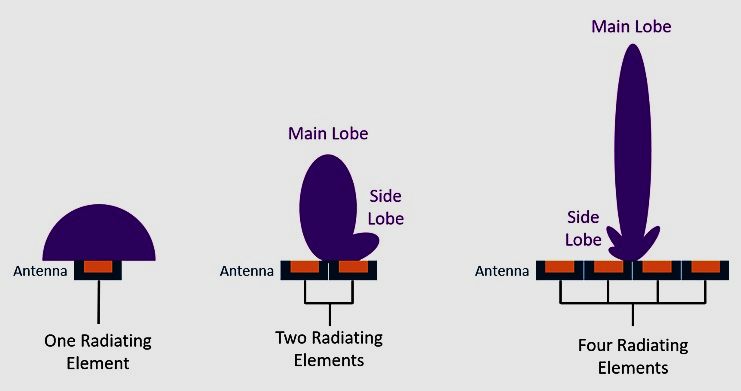 Antenna
One Radiating
Element
Main Lobe
Side
Lobe
Antenna
Two Radiating
Elements
Main Lobe
Side
Lobe
Antenna
Four Radiating
Elements